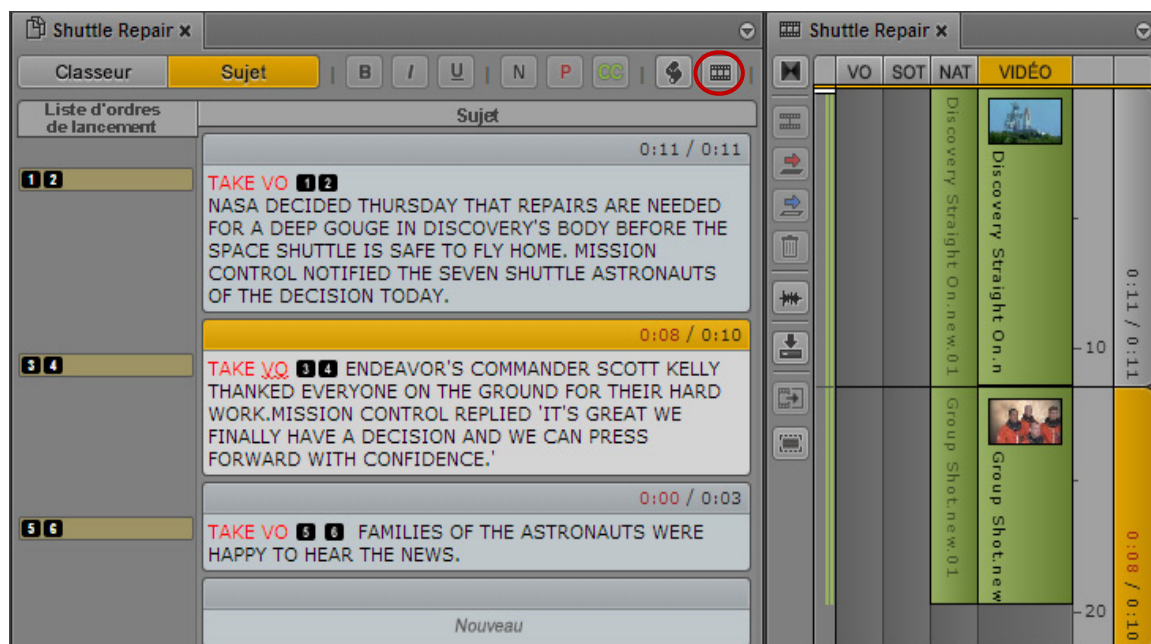 Shuttle Repair x
Classeur
Sujet
B
I
U
N
P
CC
Liste d'ordres
de lancement
Sujet
0:11 / 0:11
1 2
TAKE VO 1 2
NASA DECIDED THURSDAY THAT REPAIRS ARE NEEDED
FOR A DEEP GOUGE IN DISCOVERY'S BODY BEFORE THE
SPACE SHUTTLE IS SAFE TO FLY HOME. MISSION
CONTROL NOTIFIED THE SEVEN SHUTTLE ASTRONAUTS
OF THE DECISION TODAY.
0:08 / 0:10
3 4
TAKE VO 3 4 ENDEAVOR'S COMMANDER SCOTT KELLY
THANKED EVERYONE ON THE GROUND FOR THEIR HARD
WORK.MISSION CONTROL REPLIED 'IT'S GREAT WE
FINALLY HAVE A DECISION AND WE CAN PRESS
FORWARD WITH CONFIDENCE.'
0:00 / 0:03
5 6
TAKE VO 5 6 FAMILIES OF THE ASTRONAUTS WERE
HAPPY TO HEAR THE NEWS.
Nouveau
Shuttle Repair x
VO SOT NAT VIDÉO
Discovery Straight On.new.01
Discovery Straight On.n
0:11 / 0:11
10
Group Shot.new.01
Group Shot.new
0:08 / 0:10
20